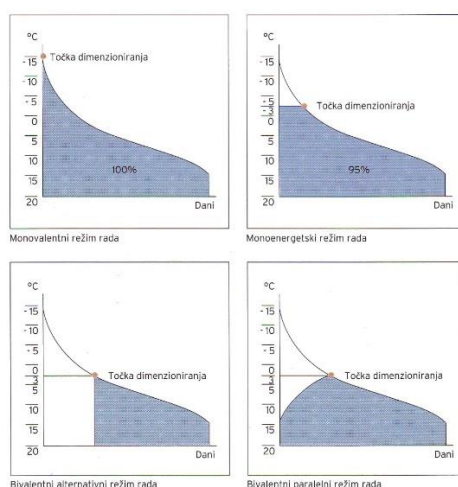 °C
Točka dimenzioniranja
- 15
- 10
- 5
0
5
10
15
20
100%
Dani
Monovalentni režim rada
°C
- 15
- 10
- 5
- 3
0
5
10
15
20
Točka dimenzioniranja
95%
Dani
Monoenergetski režim rada
°C
- 15
- 10
- 5
0
3
5
10
15
20
Točka dimenzioniranja
Dani
Bivalentni alternativni režim rada
°C
- 15
- 10
- 5
0
3
5
10
15
20
Točka dimenzioniranja
Dani
Bivalentni paralelni režim rada